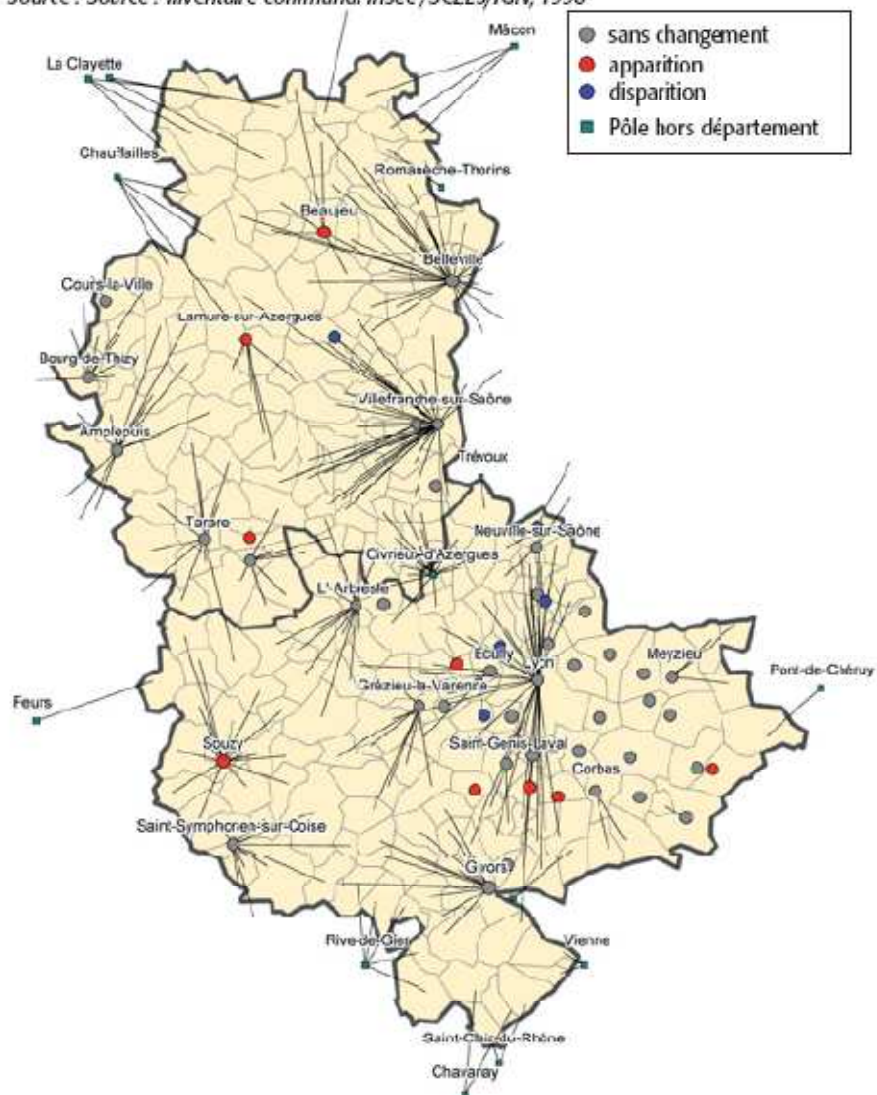 Source : Source : Inventaire communal Insee/SCEES/IGN, 1998
sans changement
apparition
disparition
Pôle hors département
Mâcon
La Clayette
Chauffailles
Romanèche-Thorins
Beaujeu
Belleville
Cours-la-Ville
Lamure-sur-Azergues
Bourg-de-Thizy
Villefranche-sur-Saône
Amplepuis
Trévoux
Tarare
Neuville-sur-Saône
Civrieux-d'Azergues
L'Arbresle
Ecully
Lyon
Meyzieu
Pont-de-Chéruy
Grézieu-la-Varenne
Feurs
Souzy
Saint-Genis-Laval
Corbas
Saint-Symphorien-sur-Coise
Givors
Rive-de-Gier
Vienne
Saint-Clair-du-Rhône
Chavanay